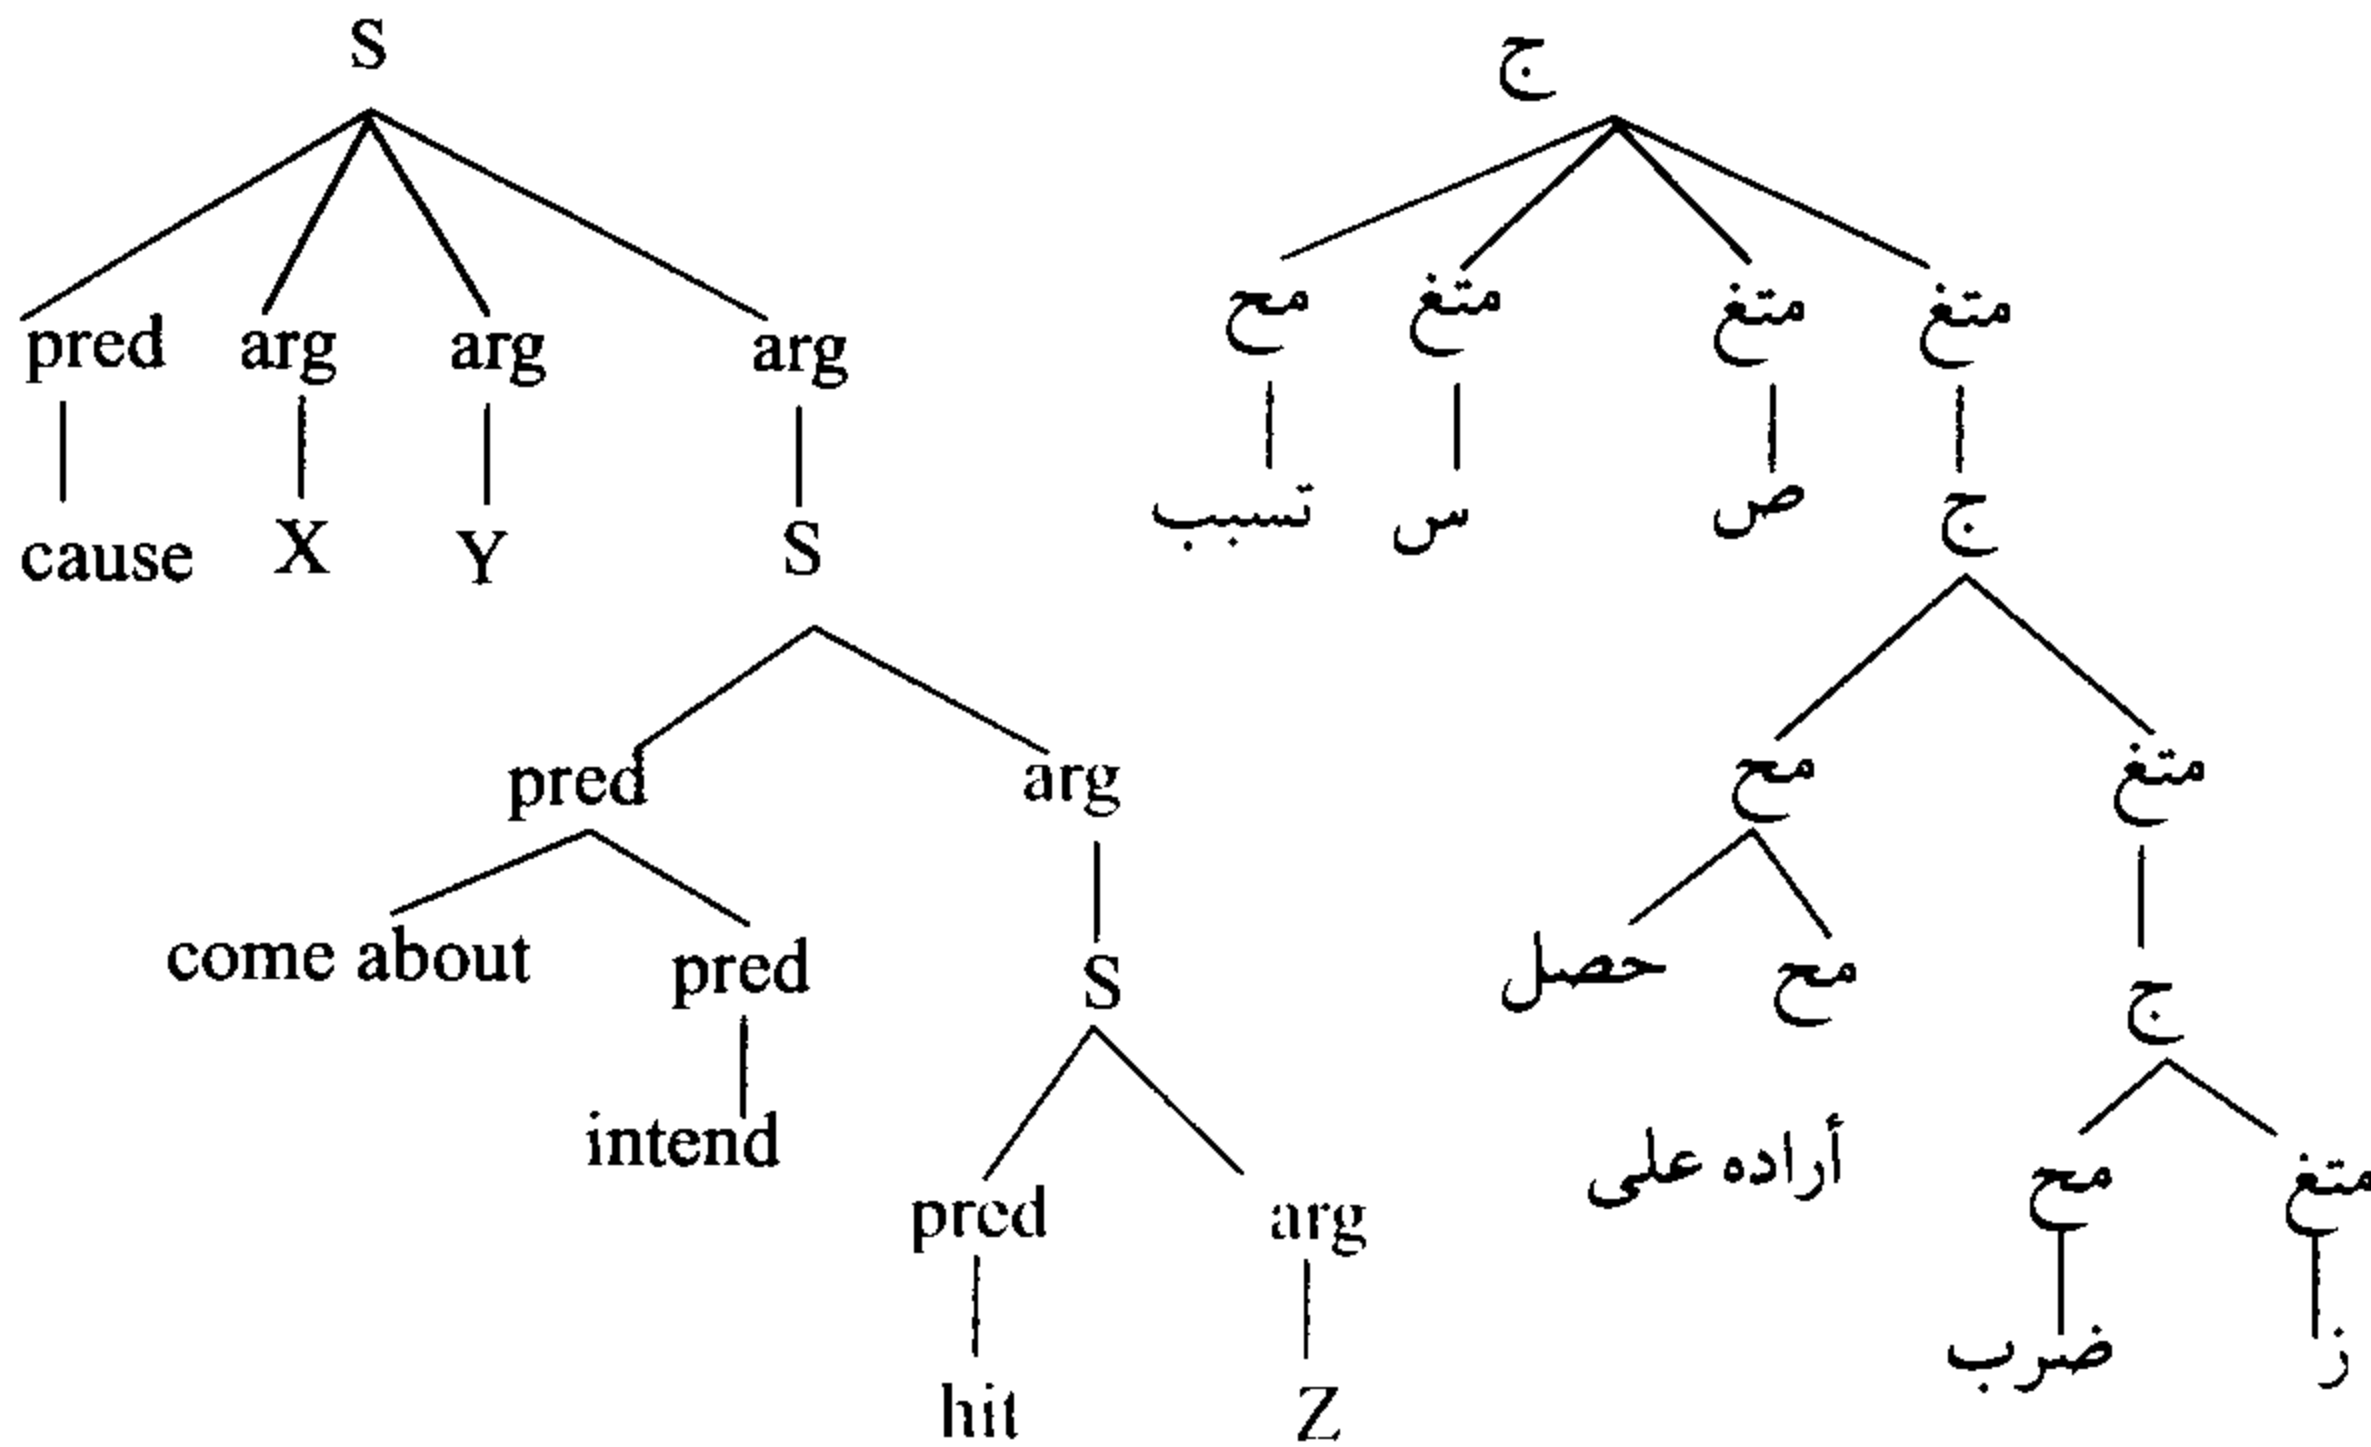 S
pred arg arg arg
cause X Y S
pred arg
come about pred S
intend
pred arg
hit Z
ج
مح متغ متغ متغ
تسبب س ص ج
مح متغ
حصل مح ج
أراده على
مح متغ
ضرب ز